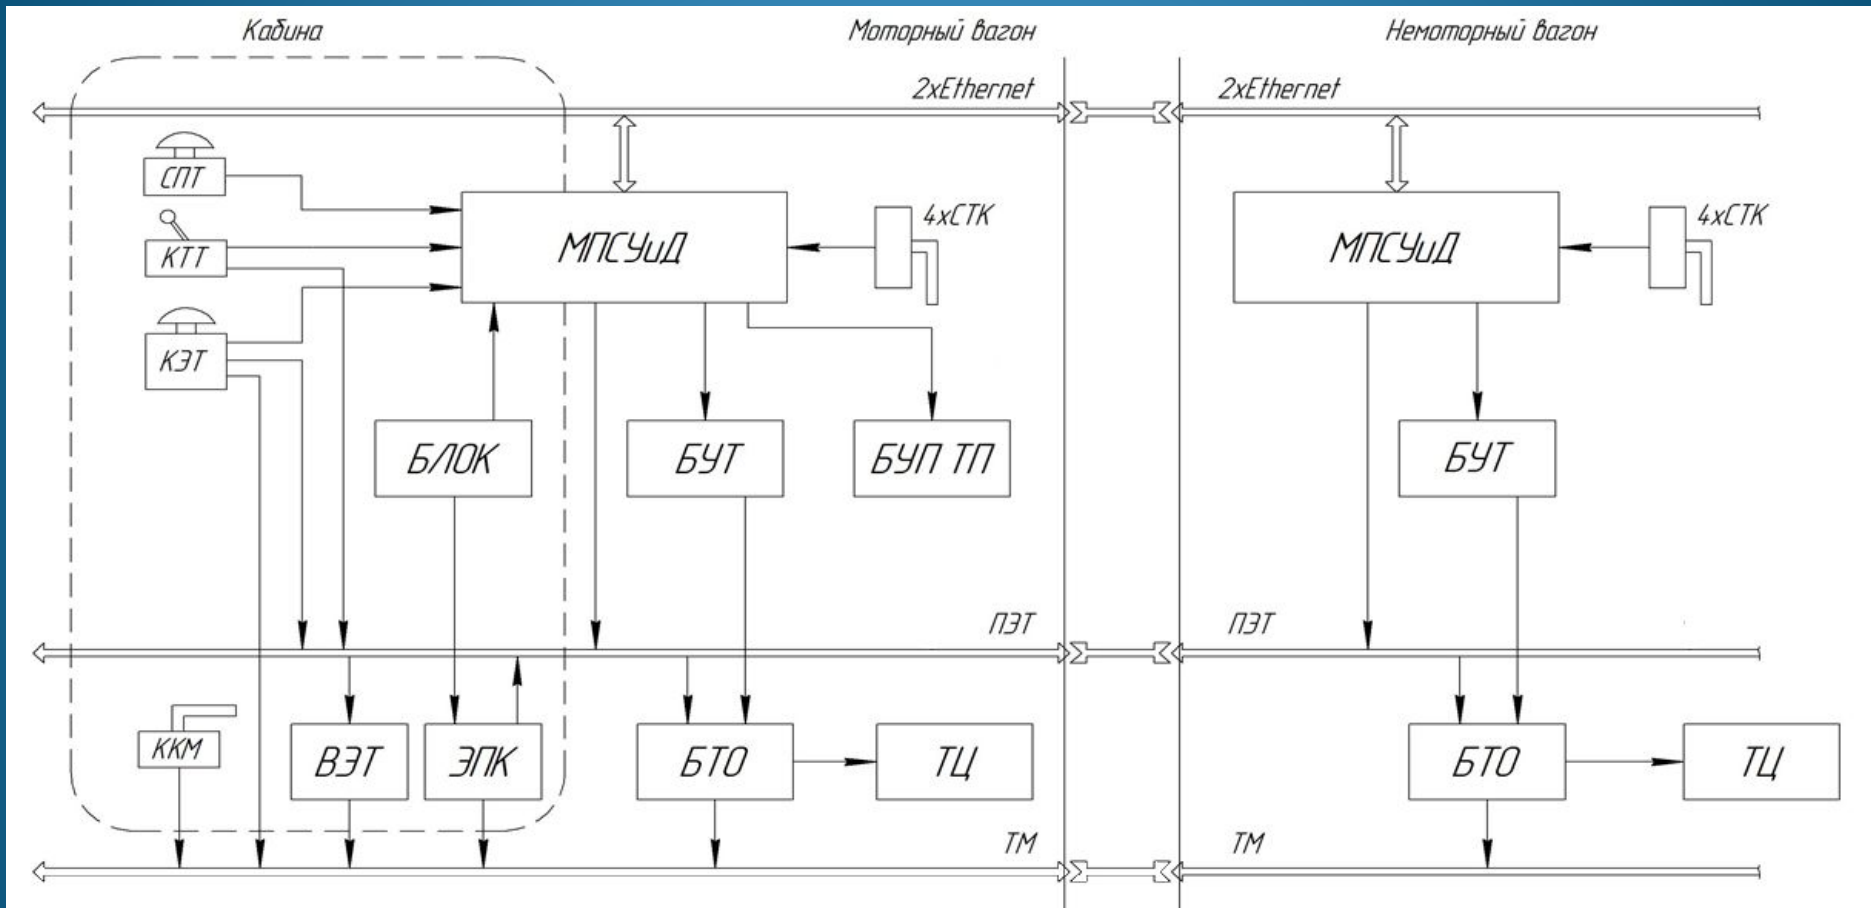 Кабина
Моторный вагон
Немоторный вагон
2xEthernet
2xEthernet
СПТ
КТТ
КЭТ
МПСУиД
4xСТК
МПСУиД
4xСТК
БЛОК
БУТ
БУП ТП
БУТ
ПЭТ
ПЭТ
ККМ
ВЭТ
ЭПК
БТО
ТЦ
БТО
ТЦ
ТМ
ТМ